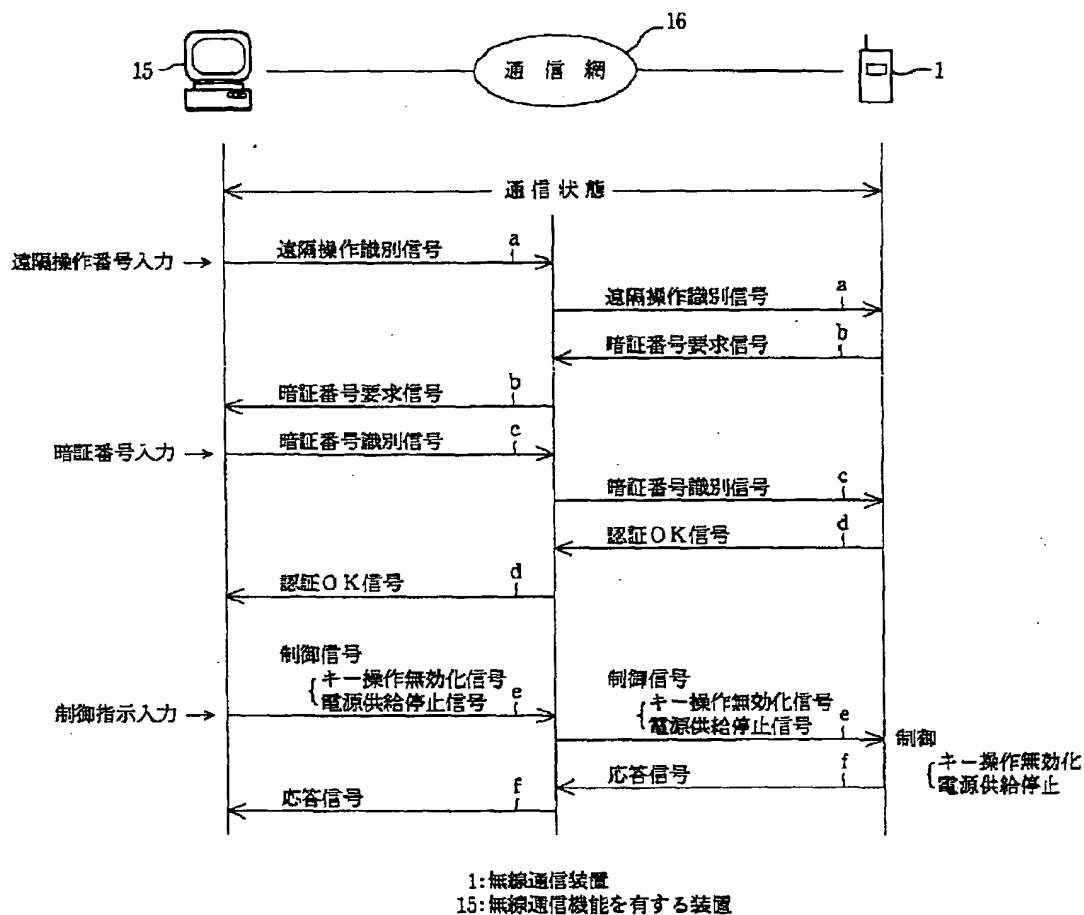 16
15
通信網
1
通信状態
遠隔操作番号入力→
遠隔操作識別信号 a
遠隔操作識別信号 a
暗証番号要求信号 b
暗証番号要求信号 b
暗証番号入力→
暗証番号識別信号 c
暗証番号識別信号 c
認証OK信号 d
認証OK信号 d
制御信号
キー操作無効化信号
電源供給停止信号 e
制御指示入力→
制御信号
キー操作無効化信号
電源供給停止信号 e
制御
キー操作無効化
電源供給停止
応答信号 f
応答信号 f
1:無線通信装置
15:無線通信機能を有する装置